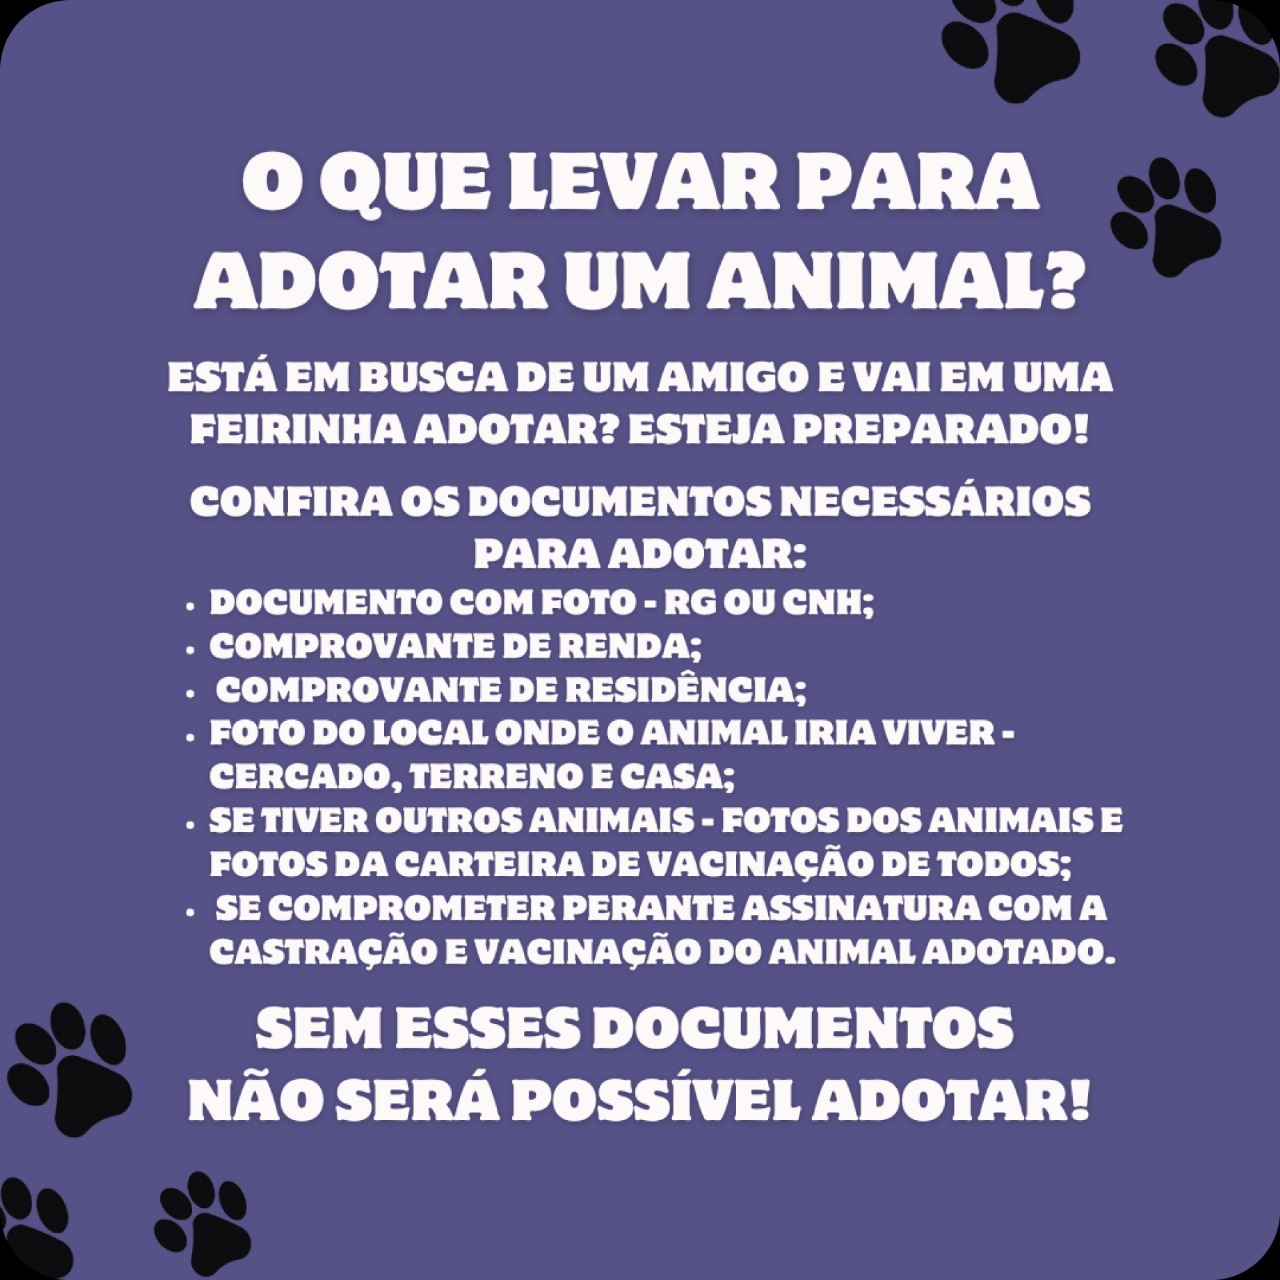 O QUE LEVAR PARA
ADOTAR UM ANIMAL?
ESTÁ EM BUSCA DE UM AMIGO E VAI EM UMA
FEIRINHA ADOTAR? ESTEJA PREPARADO!
CONFIRA OS DOCUMENTOS NECESSÁRIOS
PARA ADOTAR:
• DOCUMENTO COM FOTO - RG OU CNH;
• COMPROVANTE DE RENDA;
• COMPROVANTE DE RESIDÊNCIA;
• FOTO DO LOCAL ONDE O ANIMAL IRIA VIVER -
CERCADO, TERRENO E CASA;
• SE TIVER OUTROS ANIMAIS - FOTOS DOS ANIMAIS E
FOTOS DA CARTEIRA DE VACINAÇÃO DE TODOS;
• SE COMPROMETER PERANTE ASSINATURA COM A
CASTRAÇÃO E VACINAÇÃO DO ANIMAL ADOTADO.
SEM ESSES DOCUMENTOS
NÃO SERÁ POSSÍVEL ADOTAR!